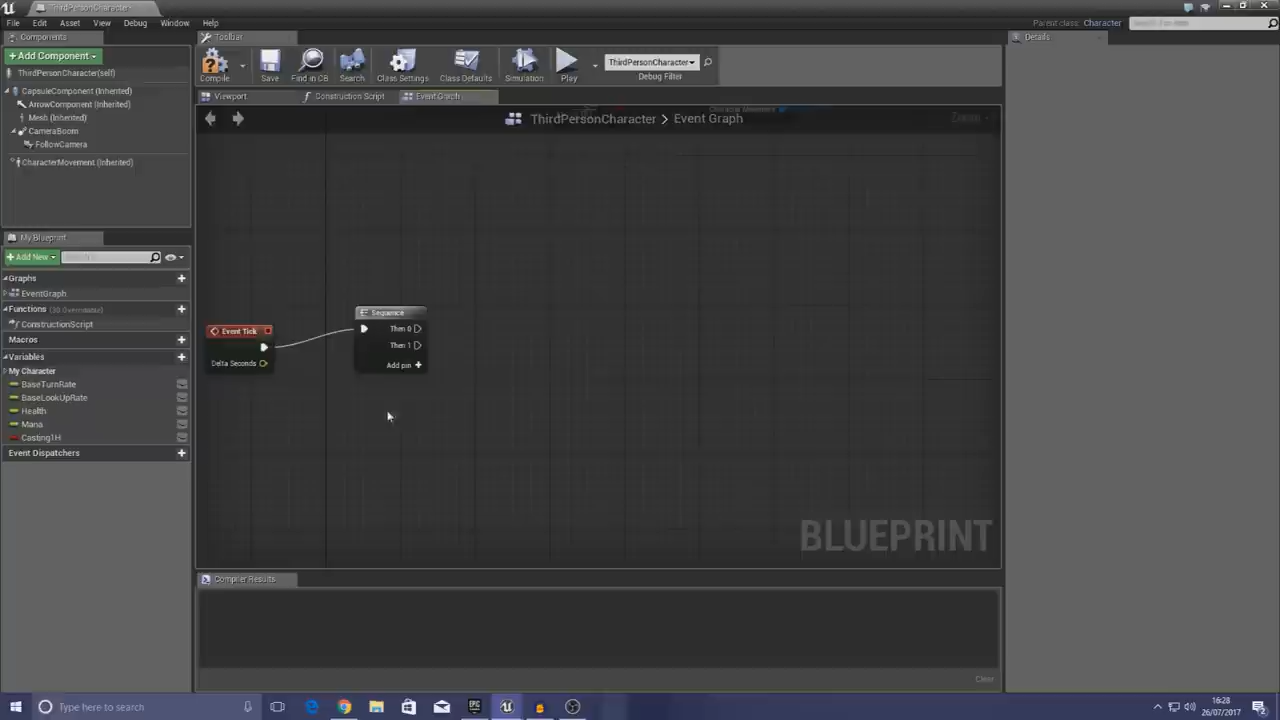 ThirdPersonCharacter*
File Edit Asset View Debug Window Help
Parent class: Character
Components
+Add Component
ThirdPersonCharacter(self)
CapsuleComponent (Inherited)
ArrowComponent (Inherited)
Mesh (Inherited)
CameraBoom
FollowCamera
CharacterMovement (Inherited)
Toolbar
Compile Save Find in CB Search Class Settings Class Defaults Simulation Play
ThirdPersonCharacter
Debug Filter
Details
Viewport Construction Script Event Graph
ThirdPersonCharacter > Event Graph
My Blueprint
+Add New
Graphs
EventGraph
Functions (30 Overridable)
ConstructionScript
Macros
Variables
My Character
BaseTurnRate
BaseLookUpRate
Health
Mana
Casting1H
Event Dispatchers
Event Tick
Delta Seconds
Sequence
Then 0
Then 1
Add pin +
BLUEPRINT
Compiler Results
Clear
Type here to search
16:28
26/07/2017